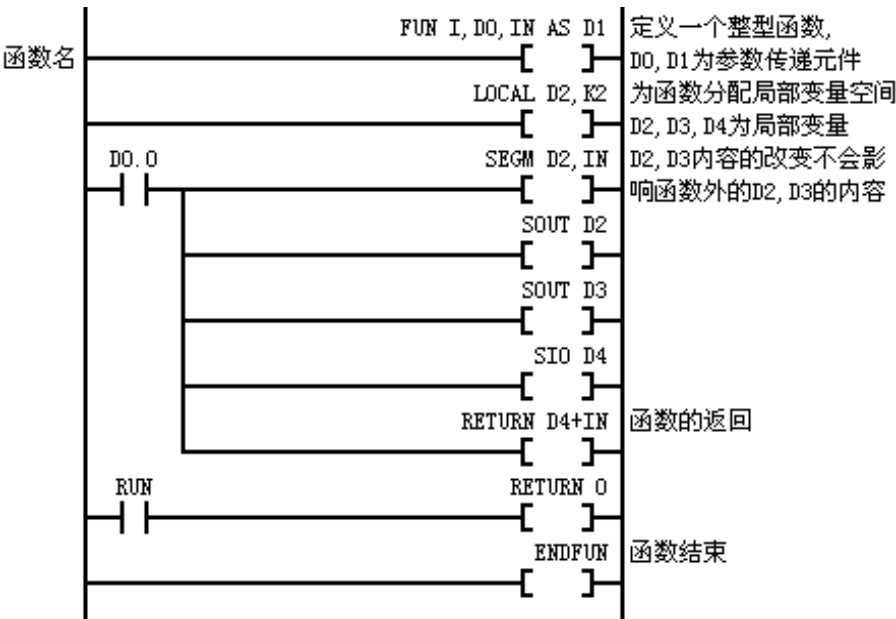 FUN I,D0,IN AS D1
定义一个整型函数,
函数名
D0,D1为参数传递元件
LOCAL D2,K2
为函数分配局部变量空间
D2,D3,D4为局部变量
D0.0
SEGM D2,IN
D2,D3内容的改变不会影
响函数外的D2,D3的内容
SOUT D2
SOUT D3
SIO D4
RETURN D4+IN
函数的返回
RUN
RETURN 0
ENDFUN
函数结束